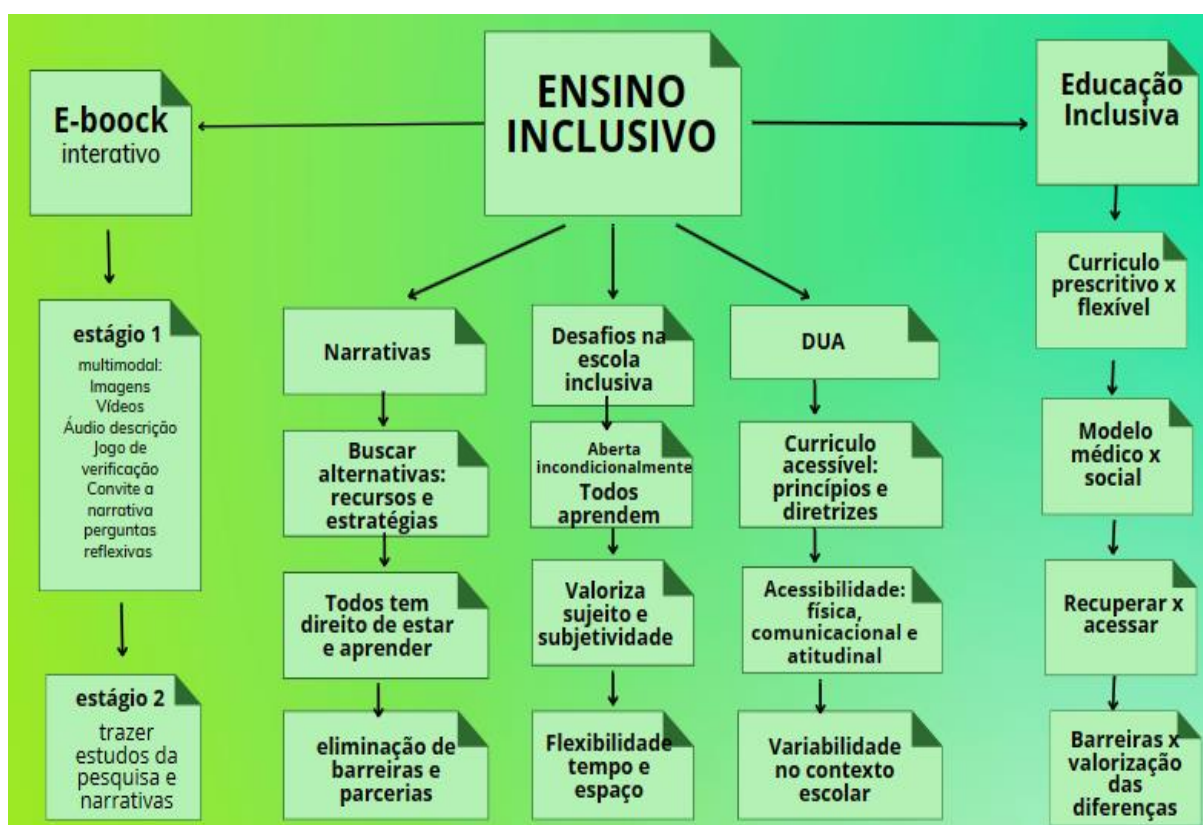 ENSINO
INCLUSIVO
E-boock
interativo
estágio 1
multimodal:
Imagens
Vídeos
Áudio descrição
Jogo de
verificação
Convite a
narrativa
perguntas
reflexivas
estágio 2
trazer
estudos da
pesquisa e
narrativas
Narrativas
Buscar
alternativas:
recursos e
estratégias
Todos tem
direito de estar
e aprender
eliminação de
barreiras e
parcerias
Desafios na
escola
inclusiva
Aberta
incondicionalmente
Todos
aprendem
Valoriza
sujeito e
subjetividade
Flexibilidade
tempo e
espaço
DUA
Curriculo
acessível:
princípios e
diretrizes
Acessibilidade:
física,
comunicacional e
atitudinal
Variabilidade
no contexto
escolar
Educação
Inclusiva
Curriculo
prescritivo x
flexível
Modelo
médico x
social
Recuperar x
acessar
Barreiras x
valorização
das
diferenças